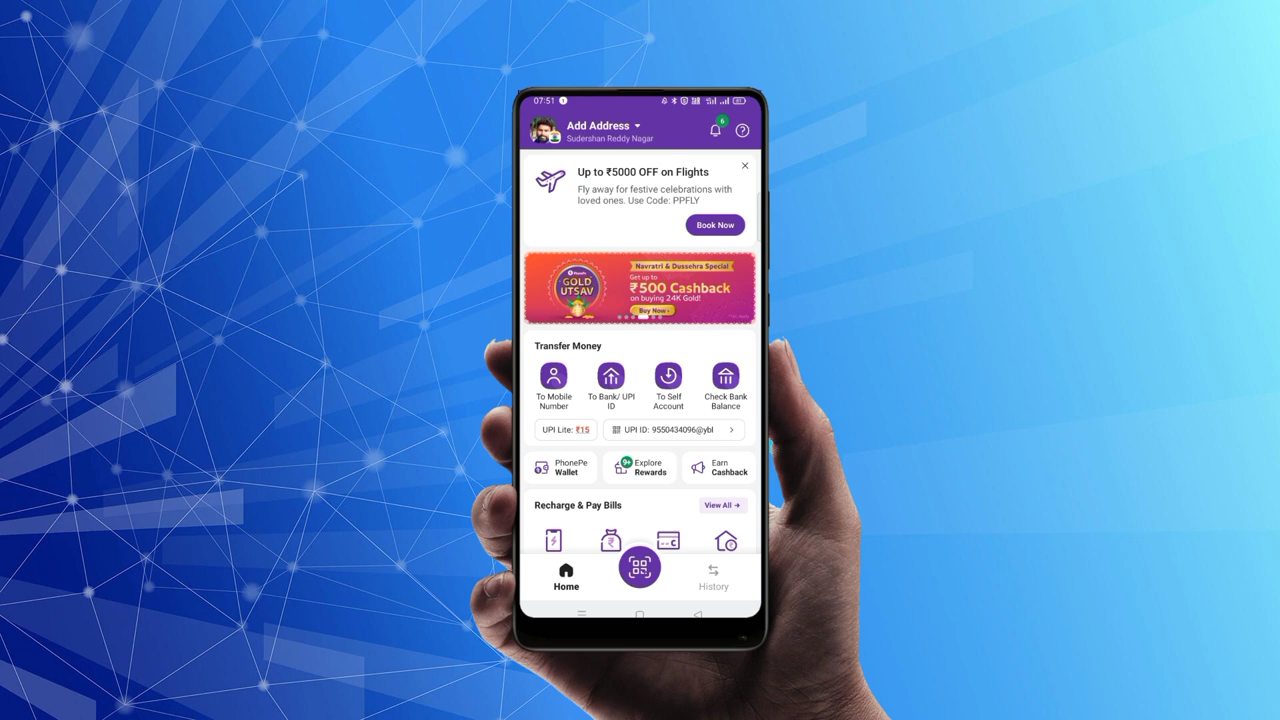 07:51
Add Address
Sudershan Reddy Nagar
6
Up to ₹5000 OFF on Flights
Fly away for festive celebrations with
loved ones. Use Code: PPFLY
Book Now
PhonePe
GOLD
UTSAV
Navratri & Dussehra Special
Get up to
₹500 Cashback
on buying 24K Gold!
Buy Now ›
Transfer Money
To Mobile
Number
To Bank/ UPI
ID
To Self
Account
Check Bank
Balance
UPI Lite: ₹15
UPI ID: 9550434096@ybl
PhonePe
Wallet
9+
Explore
Rewards
Earn
Cashback
Recharge & Pay Bills
View All →
Home
History